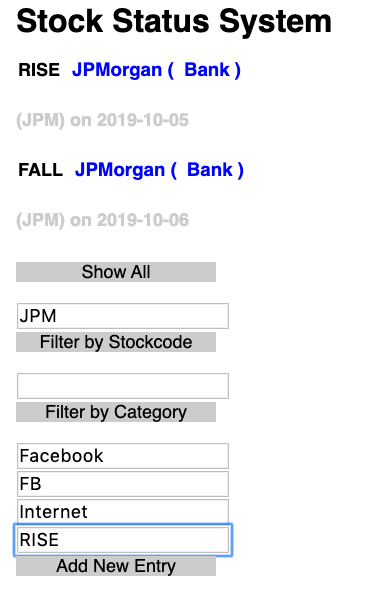 Stock Status System
RISE JPMorgan ( Bank )
(JPM) on 2019-10-05
FALL JPMorgan ( Bank )
(JPM) on 2019-10-06
Show All
JPM
Filter by Stockcode
Filter by Category
Facebook
FB
Internet
RISE
Add New Entry